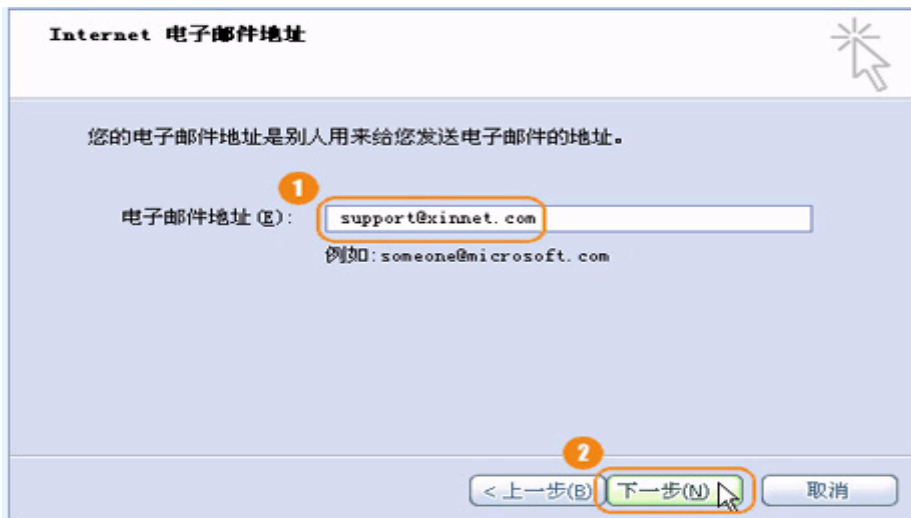 Internet 电子邮件地址
您的电子邮件地址是别人用来给您发送电子邮件的地址。
1
电子邮件地址(E): support@xinnet.com
例如:someone@microsoft.com
2
<上一步(B) 下一步(N) 取消